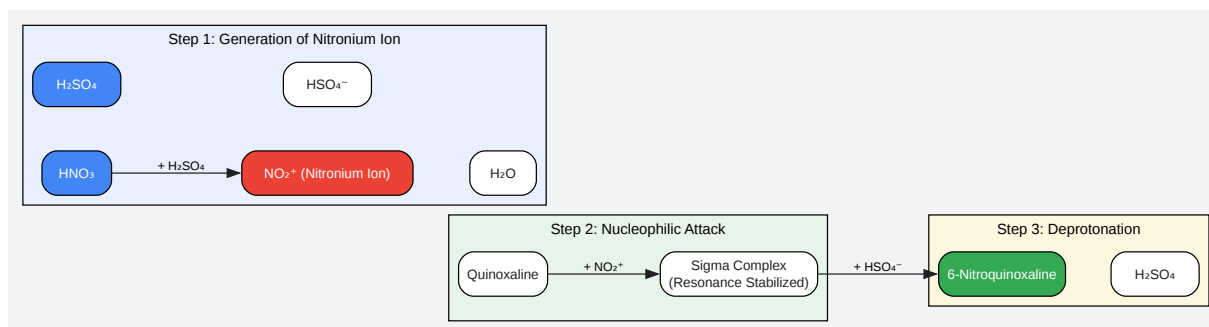 Step 1: Generation of Nitronium Ion
H₂SO₄
HSO₄⁻
HNO₃
+ H₂SO₄
NO₂⁺ (Nitronium Ion)
H₂O
Step 2: Nucleophilic Attack
Quinoxaline
+ NO₂⁺
Sigma Complex
(Resonance Stabilized)
+ HSO₄⁻
Step 3: Deprotonation
6-Nitroquinoxaline
H₂SO₄